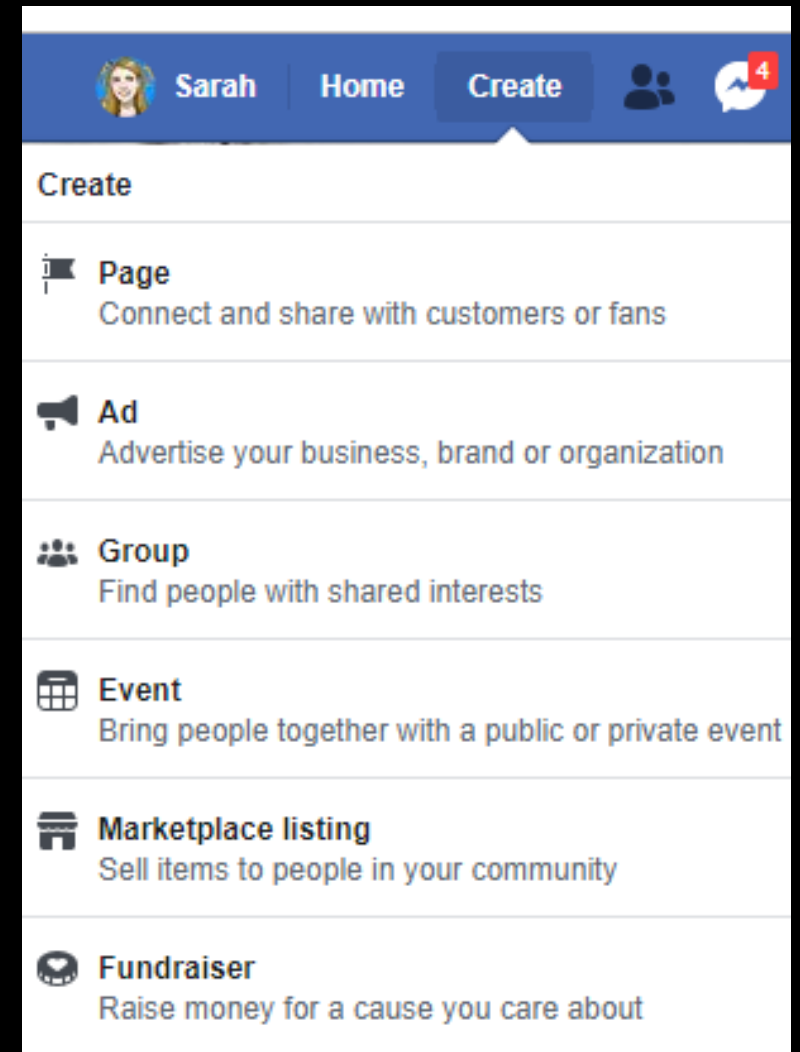 Sarah Home Create 4
Create
Page
Connect and share with customers or fans
Ad
Advertise your business, brand or organization
Group
Find people with shared interests
Event
Bring people together with a public or private event
Marketplace listing
Sell items to people in your community
Fundraiser
Raise money for a cause you care about